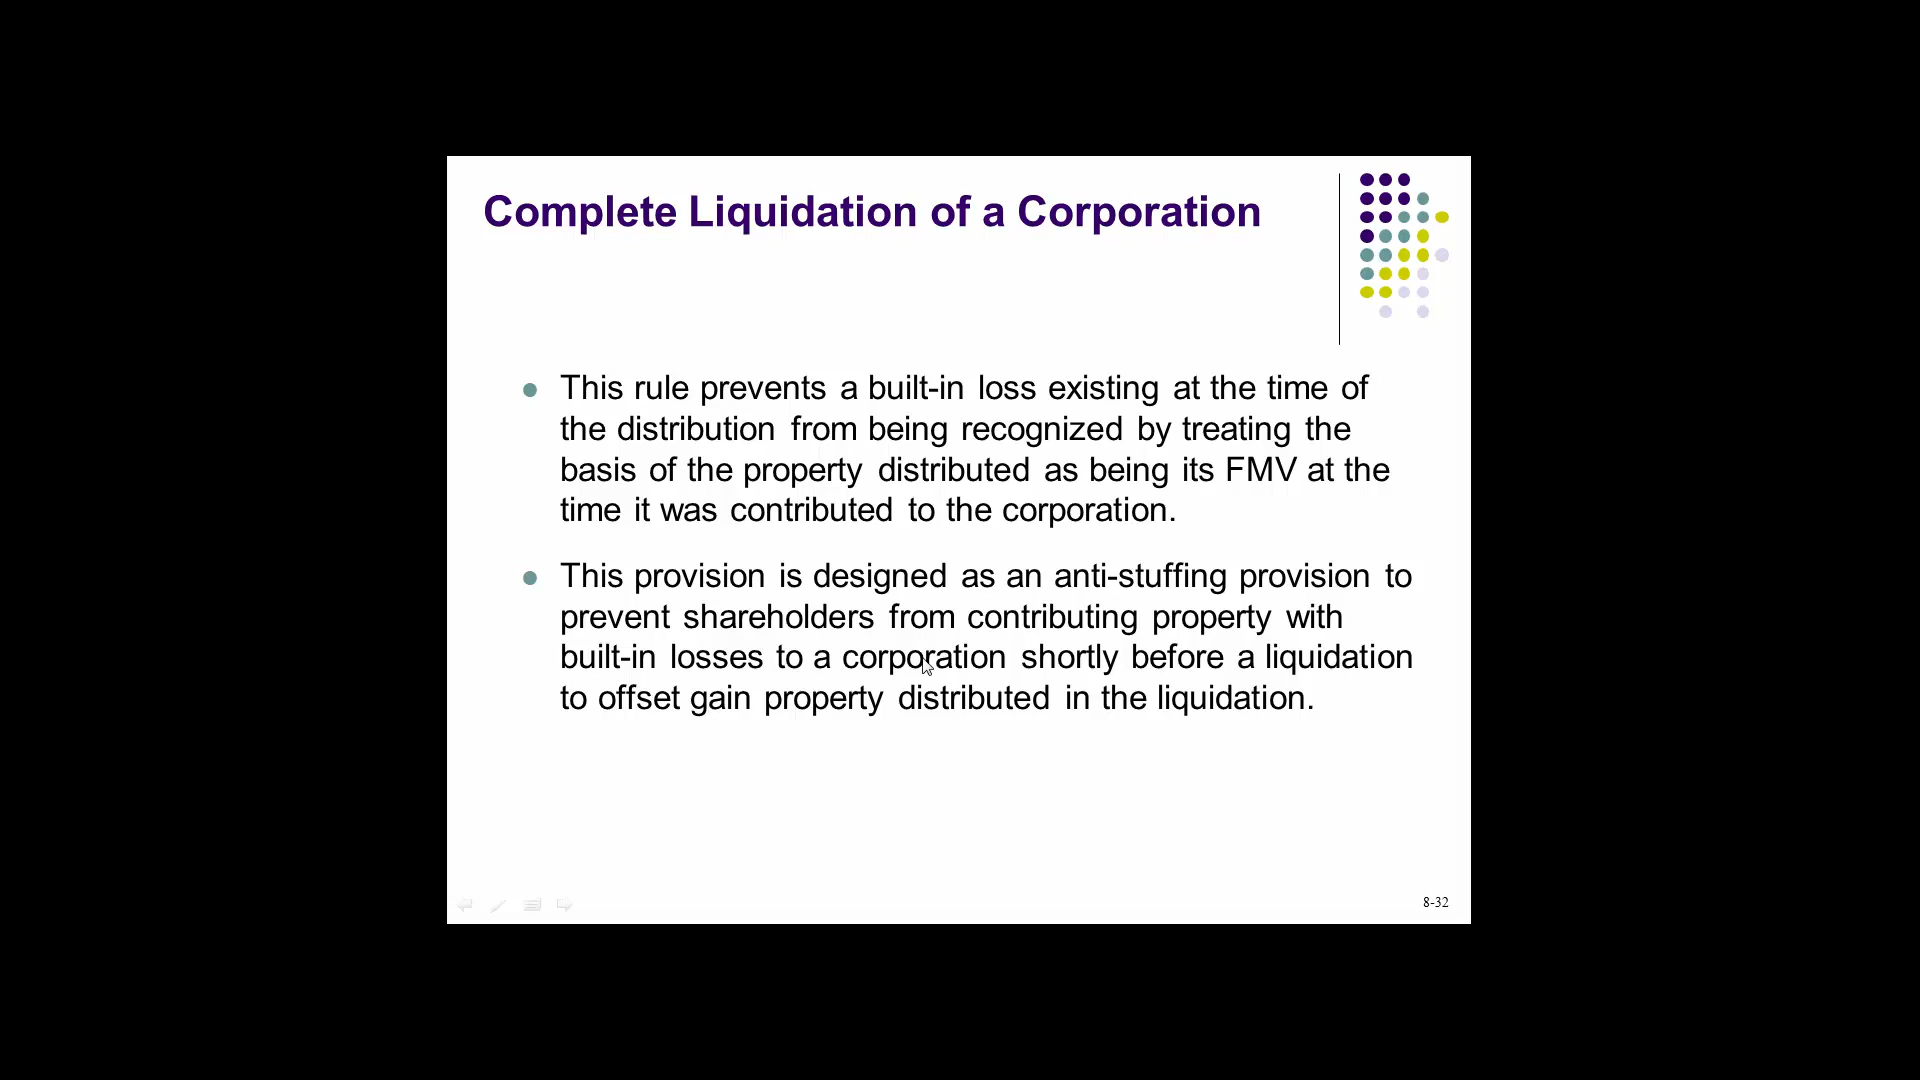 Complete Liquidation of a Corporation
This rule prevents a built-in loss existing at the time of
the distribution from being recognized by treating the
basis of the property distributed as being its FMV at the
time it was contributed to the corporation.
This provision is designed as an anti-stuffing provision to
prevent shareholders from contributing property with
built-in losses to a corporation shortly before a liquidation
to offset gain property distributed in the liquidation.
8-32